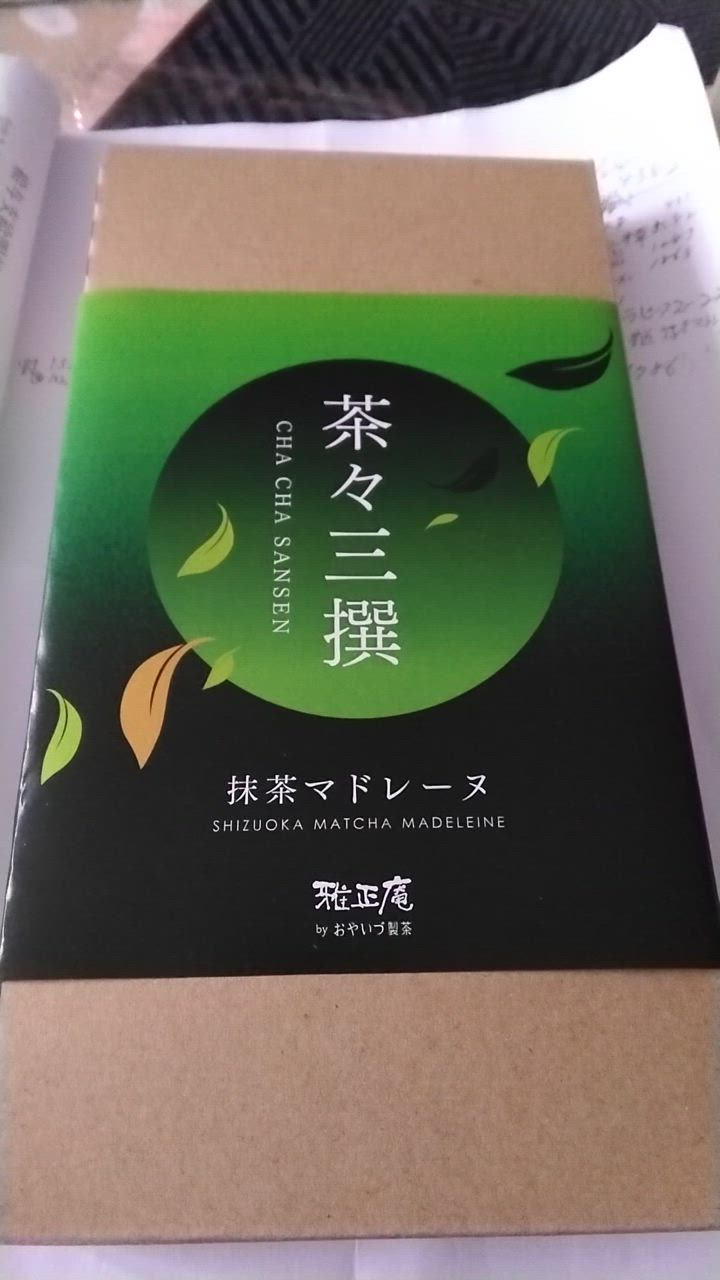 茶々三撰
CHA CHA SANSEN
抹茶マドレーヌ
SHIZUOKA MATCHA MADELEINE
雅正庵
by おやいづ製茶